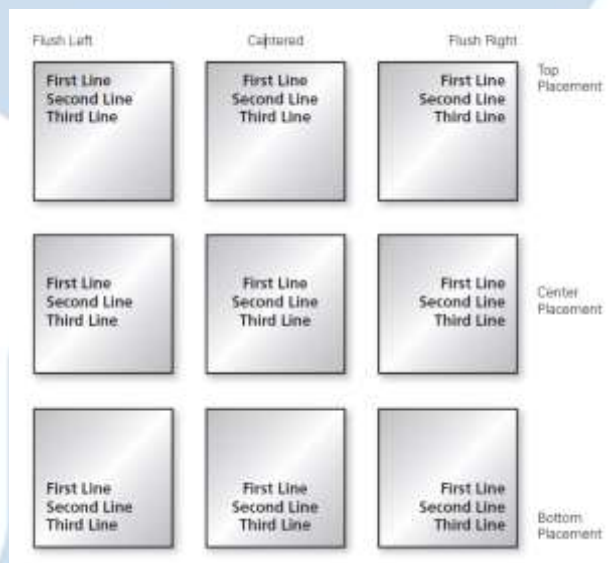 Flush Left Centered Flush Right
Top
Placement
First Line First Line First Line
Second Line Second Line Second Line
Third Line Third Line Third Line
Center
Placement
First Line First Line First Line
Second Line Second Line Second Line
Third Line Third Line Third Line
First Line First Line First Line
Second Line Second Line Second Line
Third Line Third Line Third Line
Bottom
Placement